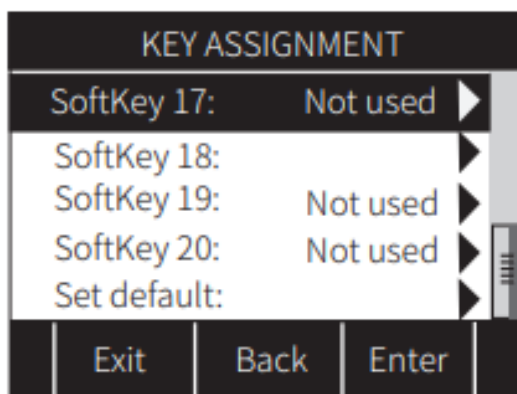 KEY ASSIGNMENT
SoftKey 17: Not used
SoftKey 18:
SoftKey 19: Not used
SoftKey 20: Not used
Set default:
Exit Back Enter